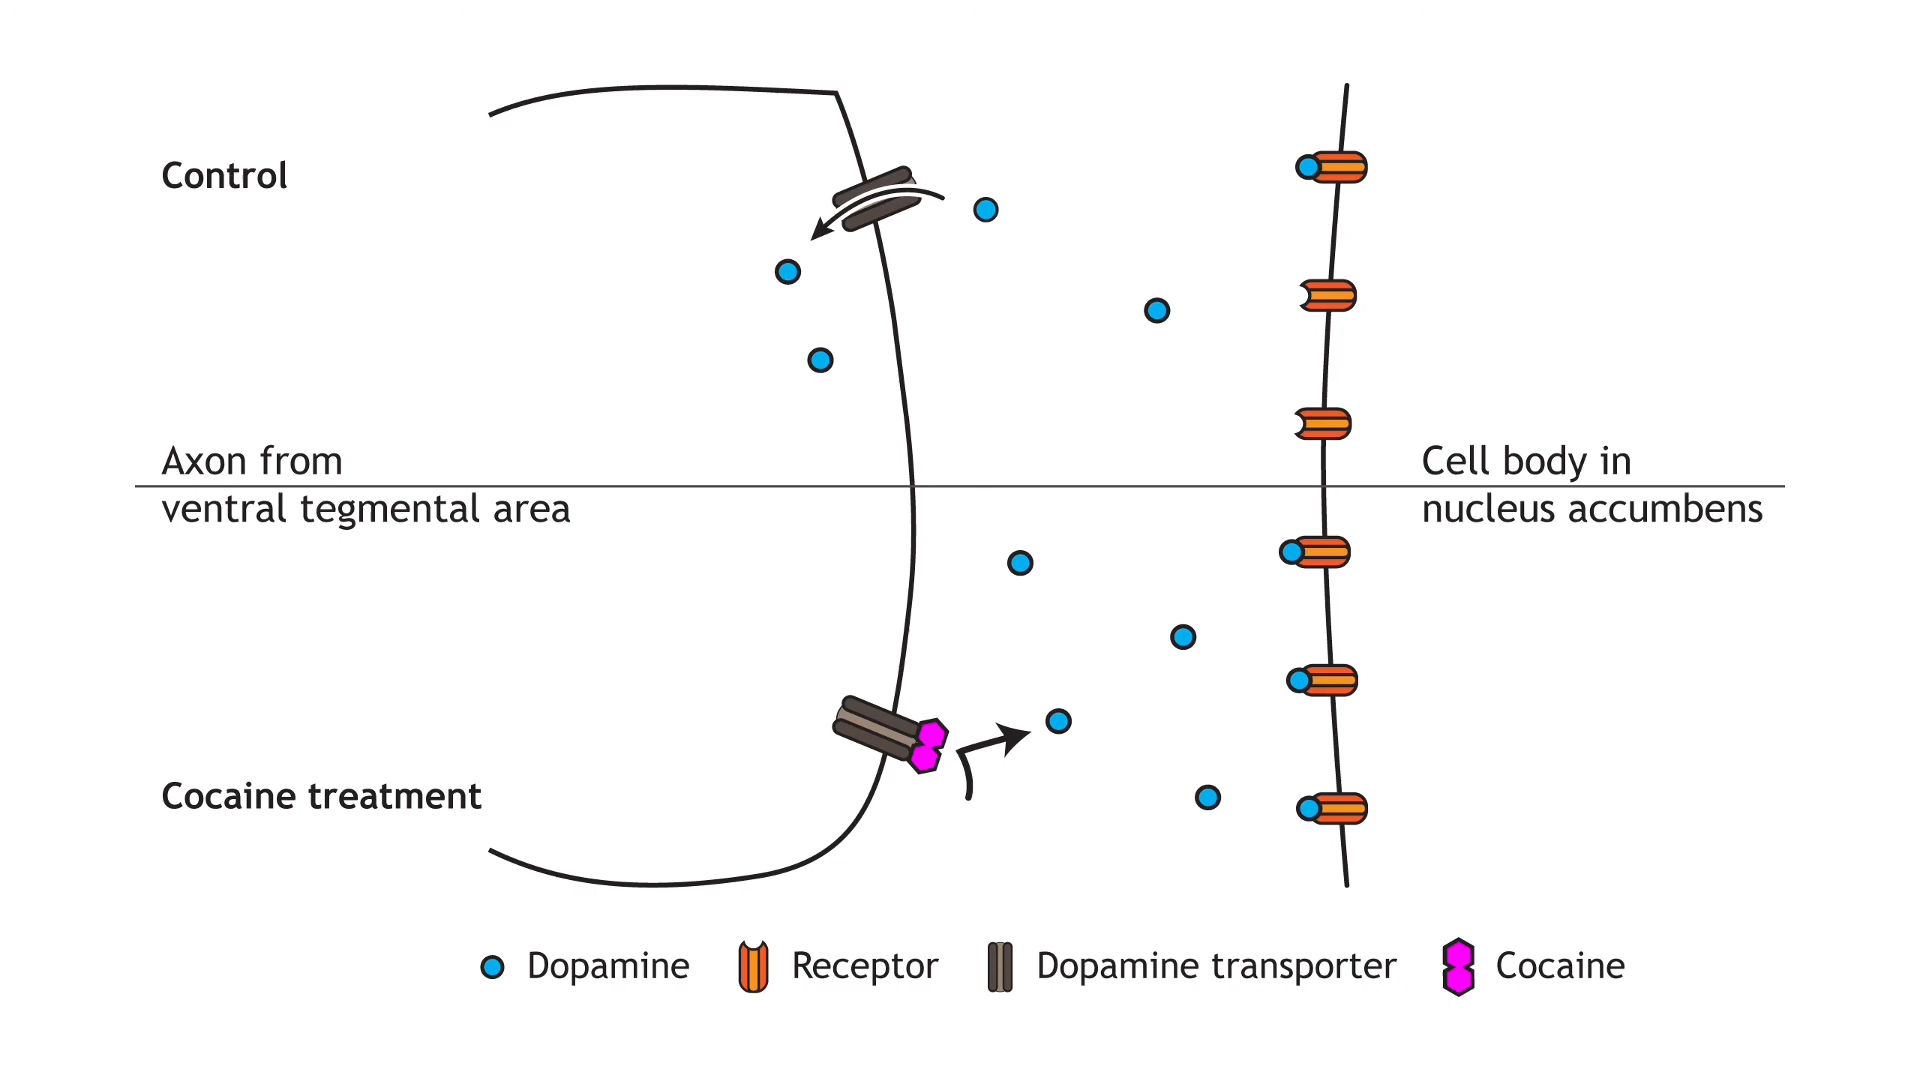 Control
Axon from
ventral tegmental area
Cell body in
nucleus accumbens
Cocaine treatment
Dopamine
Receptor
Dopamine transporter
Cocaine